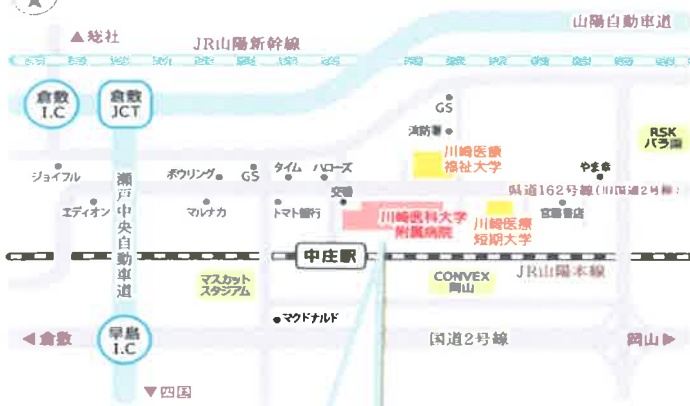 A
山陽自動車道
▲総社
JR山陽新幹線
倉敷
I.C
倉敷
JCT
GS
消防署
川崎医療
福祉大学
RSK
バラ園
ジョイフル
ボウリング
GS
タイム
ハローズ
やま幸
交番
県道162号線(旧国道2号線)
エディオン
マルナカ
トマト銀行
川崎医科大学
附属病院
川崎医療
短期大学
宮脇書店
瀬戸中央自動車道
中庄駅
JR山陽本線
マスカット
スタジアム
CONVEX
岡山
マクドナルド
◀倉敷
早島
I.C
国道2号線
岡山▶
▼四国